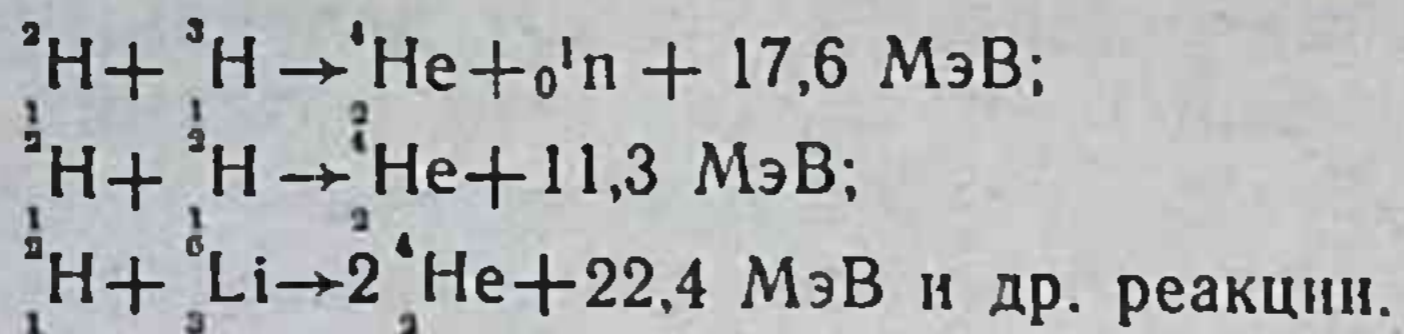 ²₁H + ³₁H → ⁴₂He + ₀¹n + 17,6 МэВ;
²₁H + ²₁H → ⁴₂He + 11,3 МэВ;
²₁H + ⁶₃Li → 2 ⁴₂He + 22,4 МэВ и др. реакции.